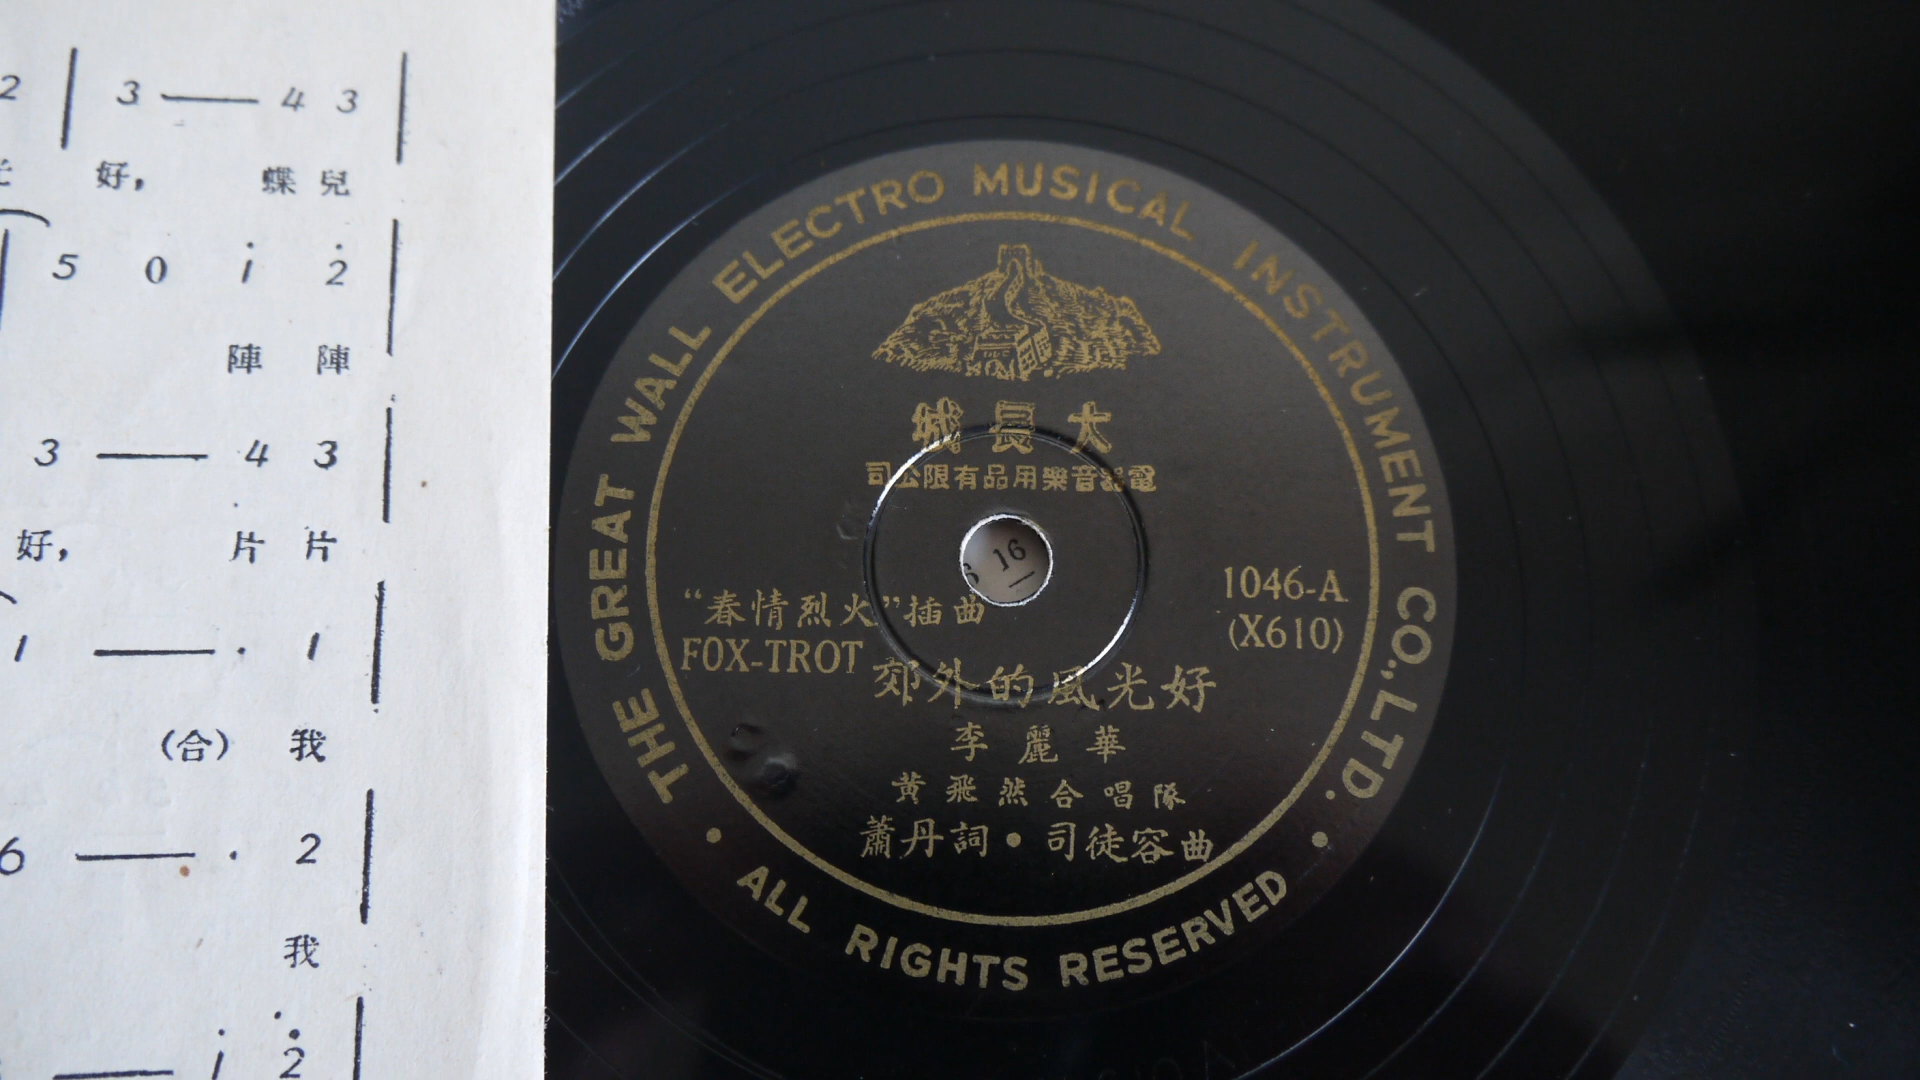 2 | 3 — 4 3 |
好， 蝶兒
5 0 i 2
陣 陣
3 — 4 3
好， 片 片
1 — · 1
（合） 我
6 — · 2
我
i 2
THE GREAT WALL ELECTRO MUSICAL INSTRUMENT CO., LTD.
城長大
司公限有品用樂音器電
16
1046-A
(X610)
“春情烈火”插曲
FOX-TROT
郊外的風光好
李麗華
黃飛然合唱隊
蕭丹詞・司徒容曲
• ALL RIGHTS RESERVED •